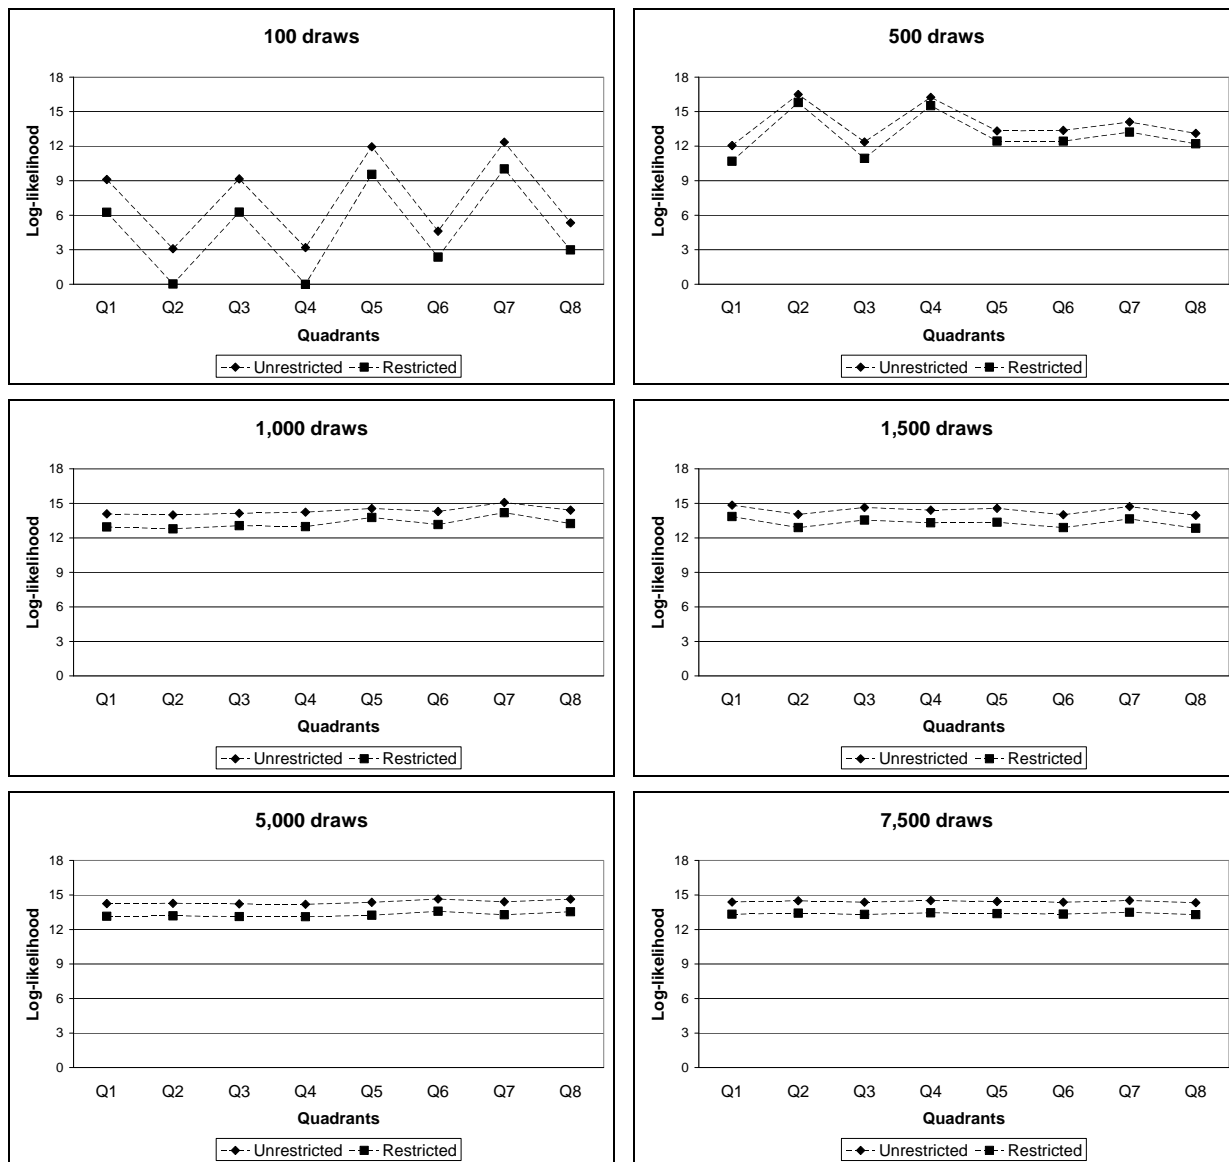 100 draws
18
15
12
9
6
3
0
Log-likelihood
Q1 Q2 Q3 Q4 Q5 Q6 Q7 Q8
Quadrants
Unrestricted Restricted
500 draws
18
15
12
9
6
3
0
Log-likelihood
Q1 Q2 Q3 Q4 Q5 Q6 Q7 Q8
Quadrants
Unrestricted Restricted
1,000 draws
18
15
12
9
6
3
0
Log-likelihood
Q1 Q2 Q3 Q4 Q5 Q6 Q7 Q8
Quadrants
Unrestricted Restricted
1,500 draws
18
15
12
9
6
3
0
Log-likelihood
Q1 Q2 Q3 Q4 Q5 Q6 Q7 Q8
Quadrants
Unrestricted Restricted
5,000 draws
18
15
12
9
6
3
0
Log-likelihood
Q1 Q2 Q3 Q4 Q5 Q6 Q7 Q8
Quadrants
Unrestricted Restricted
7,500 draws
18
15
12
9
6
3
0
Log-likelihood
Q1 Q2 Q3 Q4 Q5 Q6 Q7 Q8
Quadrants
Unrestricted Restricted